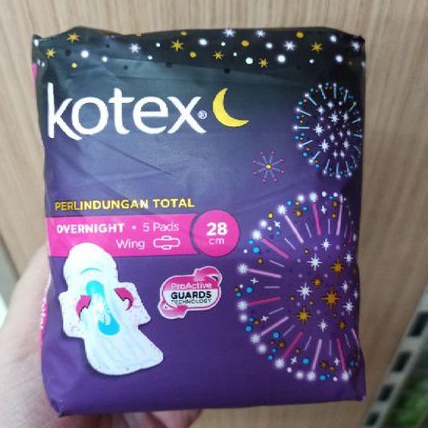 kotex®
PERLINDUNGAN TOTAL
OVERNIGHT • 5 Pads
Wing
28
cm
ProActive
GUARDS
TECHNOLOGY